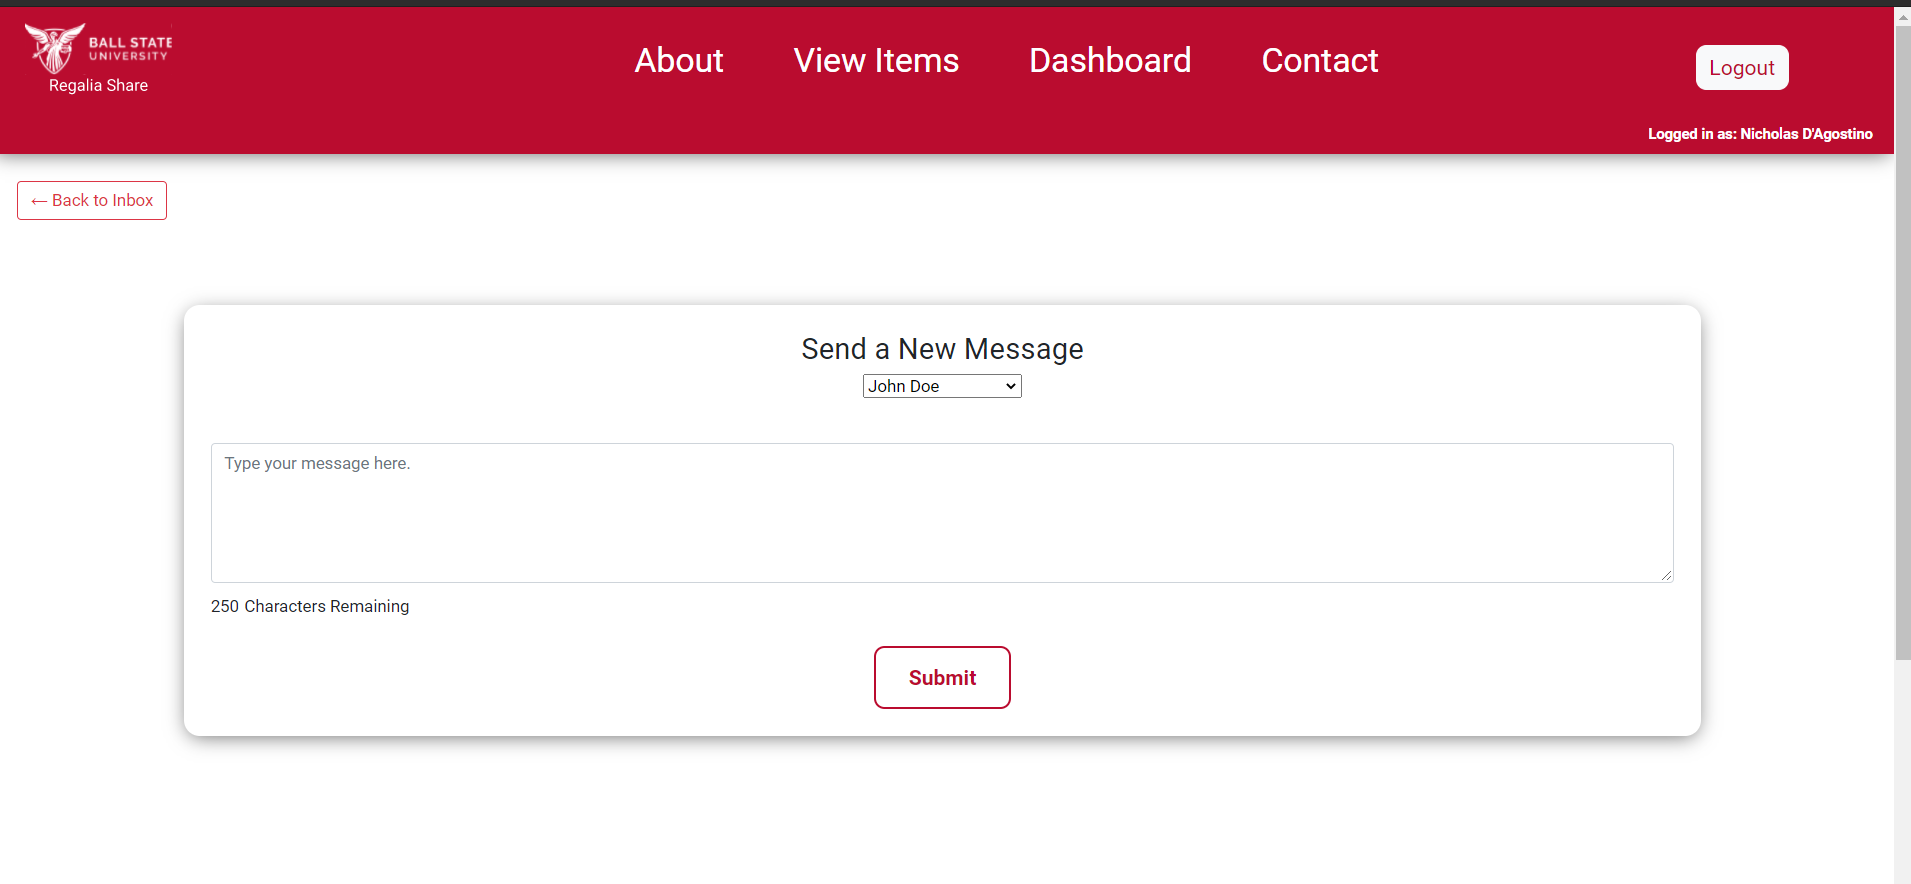 BALL STATE
UNIVERSITY
Regalia Share
About View Items Dashboard Contact
Logout
Logged in as: Nicholas D'Agostino
← Back to Inbox
Send a New Message
John Doe
Type your message here.
250 Characters Remaining
Submit